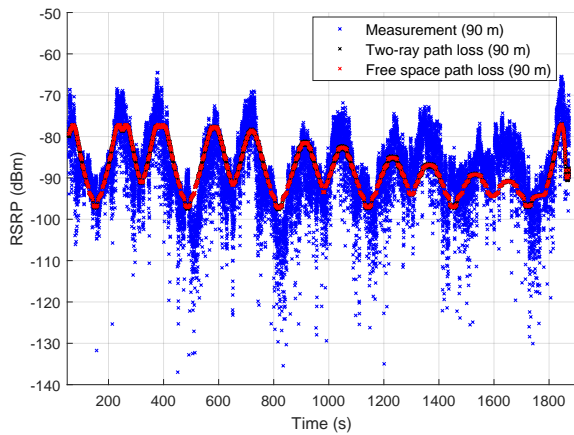 Measurement (90 m)
Two-ray path loss (90 m)
Free space path loss (90 m)
-50
-60
-70
-80
-90
-100
-110
-120
-130
-140
RSRP (dBm)
200 400 600 800 1000 1200 1400 1600 1800
Time (s)